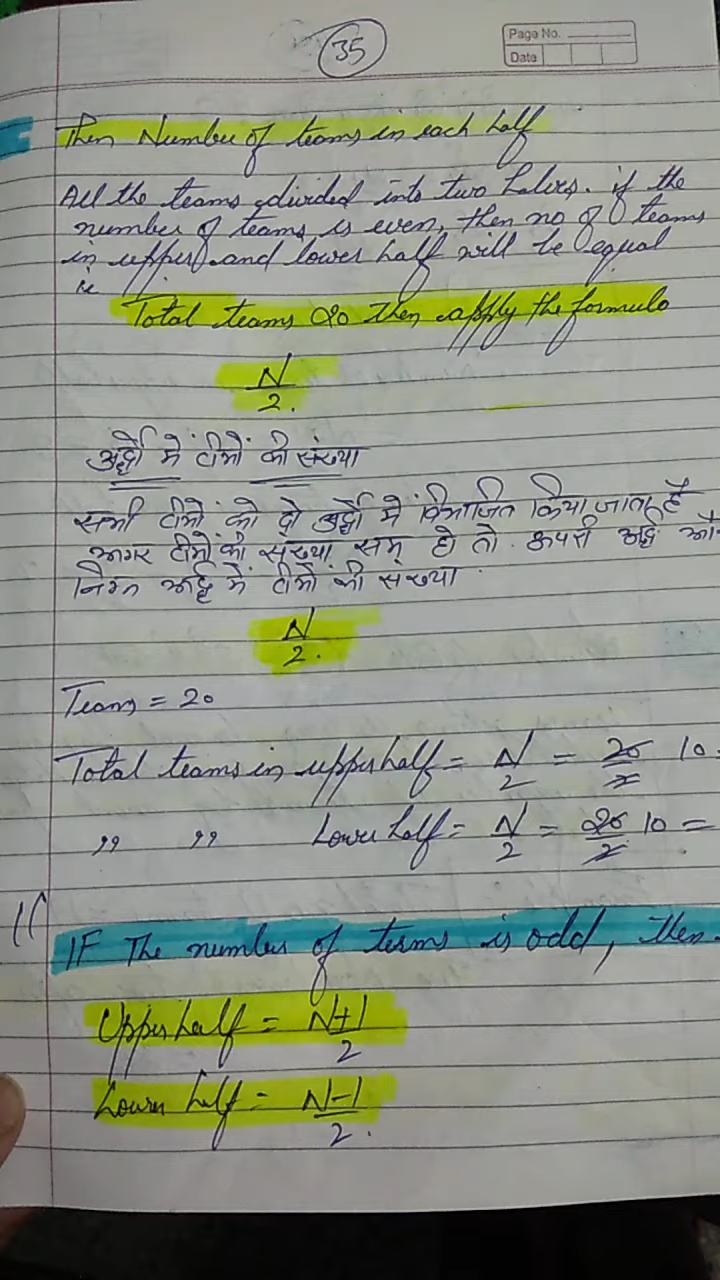 35
Page No.
Date
Then Number of teams in each half
All the teams divided into two halves. if the
number of teams is even, then no of teams
in upper and lower half will be equal
ie
Total teams 20 then apply the formula
N/2.
अर्द्धो मे टीमों की संख्या
सभी टीमों को दो अर्द्धो मे विभाजित किया जाता है
अगर टीमों की संख्या सम् हो तो ऊपरी अर्द्ध और
निम्न अर्द्ध में टीमों की संख्या
N/2.
Teams = 20
Total teams in upper half = N/2 = 20/2 10 =
,, ,, Lower half = N/2 = 20/2 10 =
IF The number of terms is odd, then.
Upper half = N+1/2
Lower half = N-1/2.